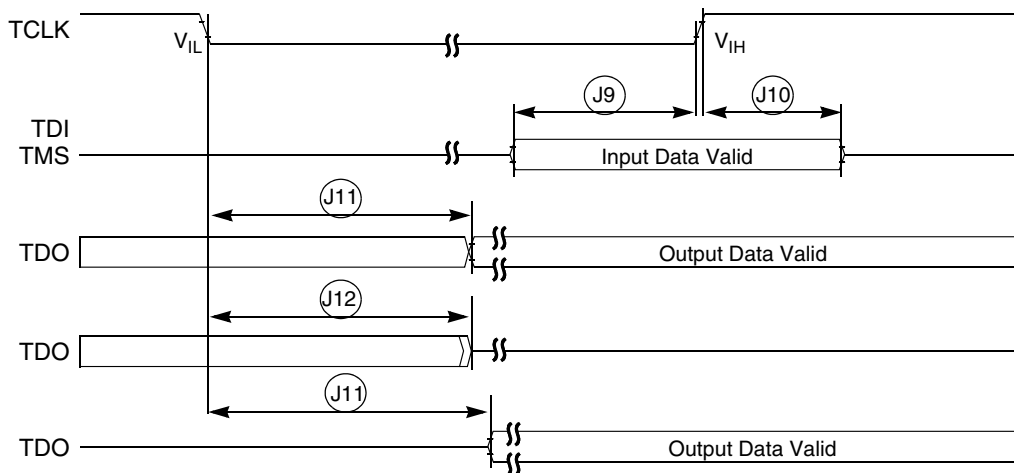 TCLK
V_IL
V_IH
J9
J10
TDI
TMS
Input Data Valid
J11
TDO
Output Data Valid
J12
TDO
J11
TDO
Output Data Valid